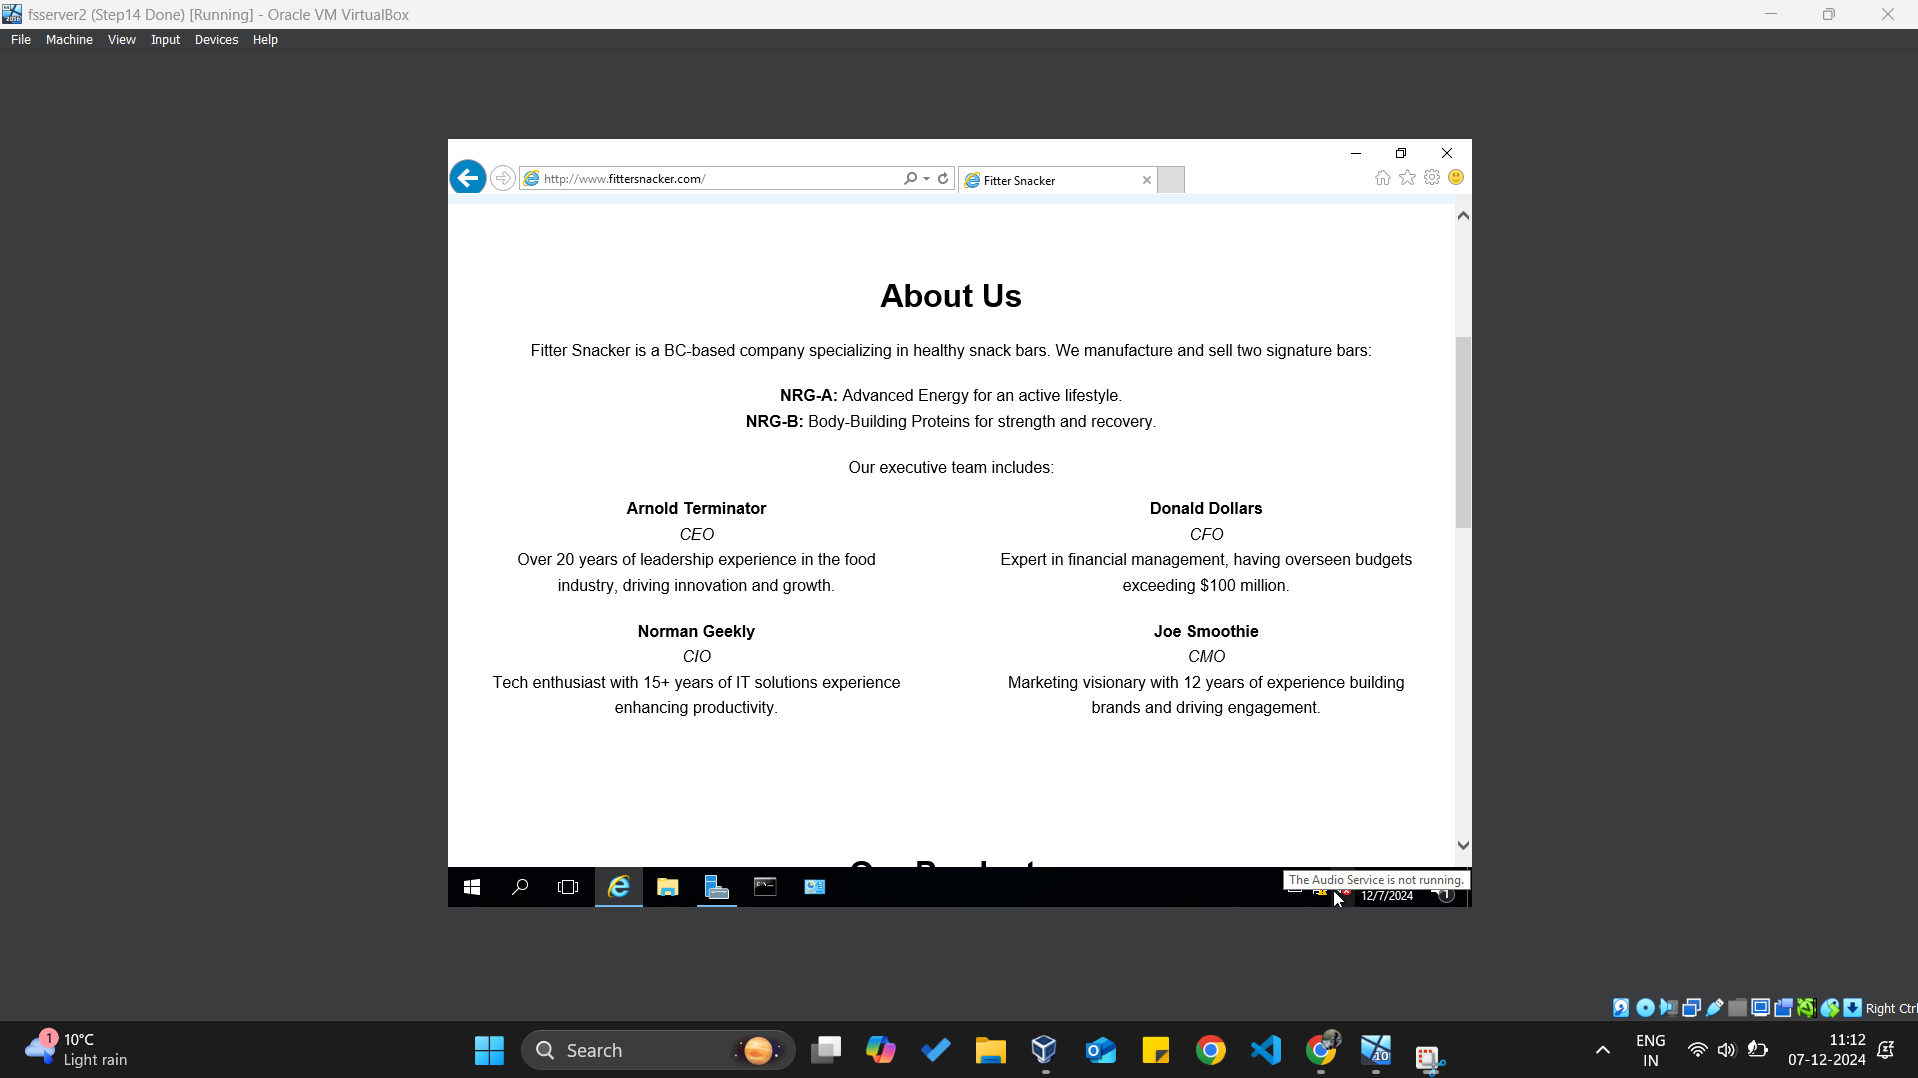 fsserver2 (Step14 Done) [Running] - Oracle VM VirtualBox
File Machine View Input Devices Help
http://www.fittersnacker.com/
Fitter Snacker
About Us
Fitter Snacker is a BC-based company specializing in healthy snack bars. We manufacture and sell two signature bars:
NRG-A: Advanced Energy for an active lifestyle.
NRG-B: Body-Building Proteins for strength and recovery.
Our executive team includes:
Arnold Terminator
CEO
Over 20 years of leadership experience in the food
industry, driving innovation and growth.
Donald Dollars
CFO
Expert in financial management, having overseen budgets
exceeding $100 million.
Norman Geekly
CIO
Tech enthusiast with 15+ years of IT solutions experience
enhancing productivity.
Joe Smoothie
CMO
Marketing visionary with 12 years of experience building
brands and driving engagement.
The Audio Service is not running.
12/7/2024
1
Right Ctrl
1
10°C
Light rain
Search
10
ENG
IN
11:12
07-12-2024